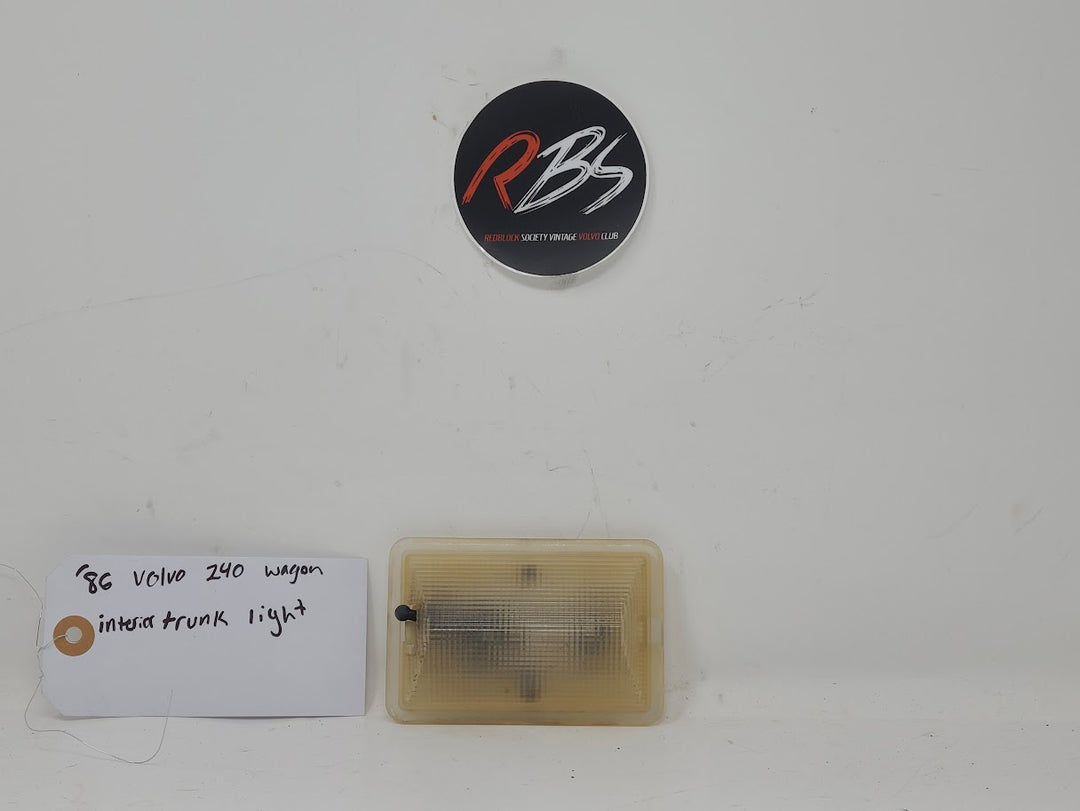 RBS
REDBLOCK SOCIETY VINTAGE VOLVO CLUB
'86 Volvo 240 wagon
interior trunk light